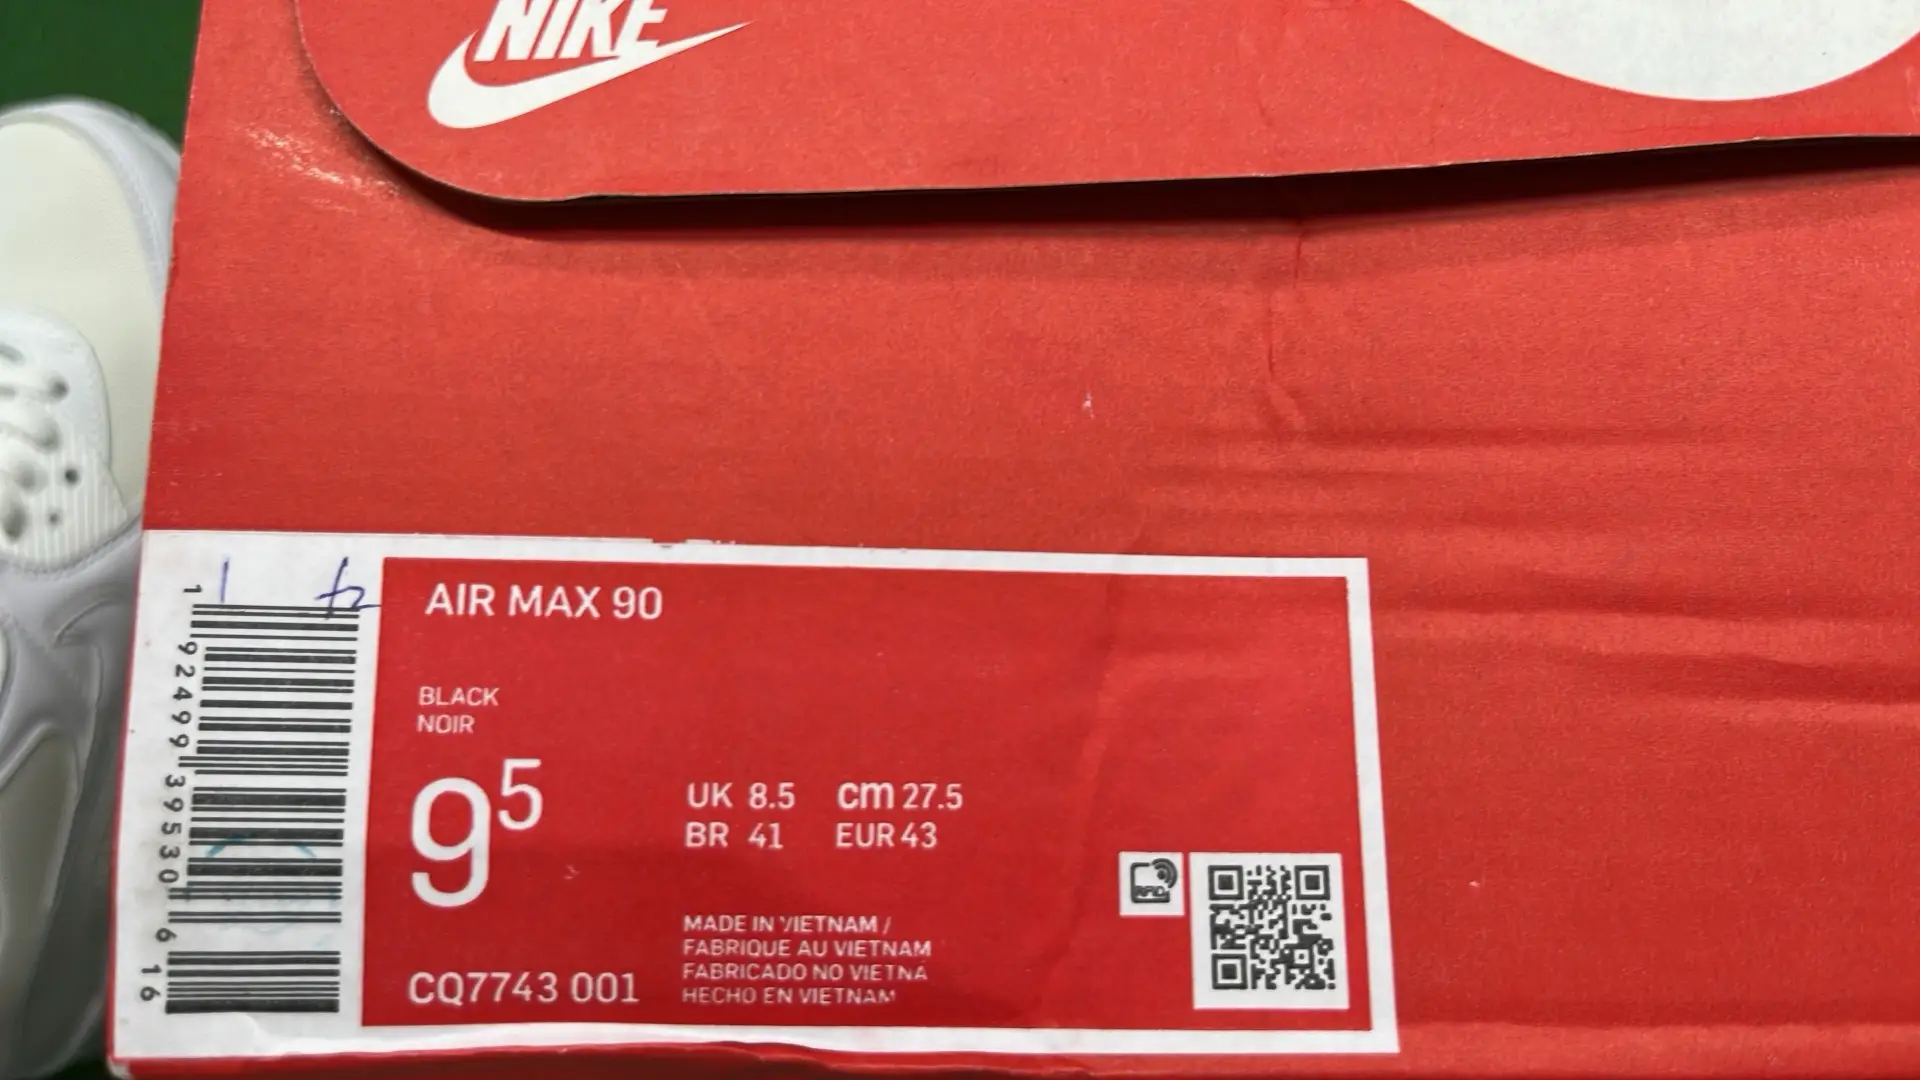 NIKE
AIR MAX 90
BLACK
NOIR
9⁵
UK 8.5 cm 27.5
BR 41 EUR 43
MADE IN VIETNAM /
FABRIQUE AU VIETNAM
FABRICADO NO VIETNA
HECHO EN VIETNAM
CQ7743 001
1 92499 39530 6 16